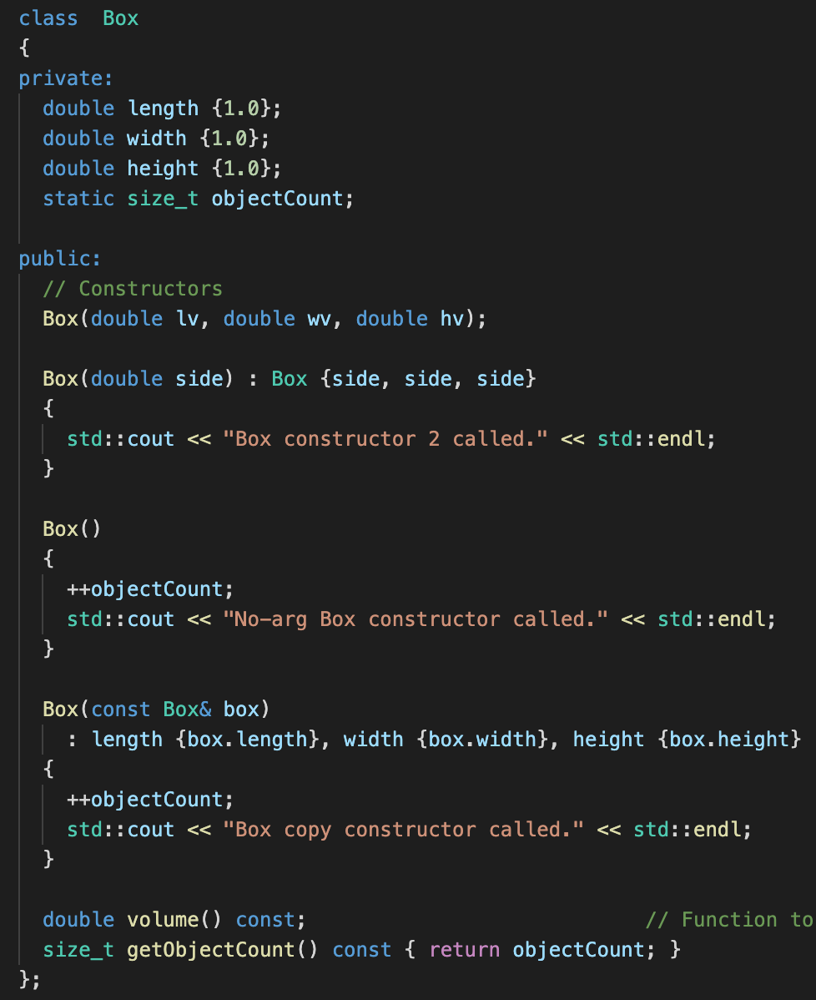 class  Box
{
private:
  double length {1.0};
  double width {1.0};
  double height {1.0};
  static size_t objectCount;

public:
  // Constructors
  Box(double lv, double wv, double hv);

  Box(double side) : Box {side, side, side}
  {
    std::cout << "Box constructor 2 called." << std::endl;
  }

  Box()
  {
    ++objectCount;
    std::cout << "No-arg Box constructor called." << std::endl;
  }

  Box(const Box& box)
    : length {box.length}, width {box.width}, height {box.height}
  {
    ++objectCount;
    std::cout << "Box copy constructor called." << std::endl;
  }

  double volume() const;                            // Function to
  size_t getObjectCount() const { return objectCount; }
};